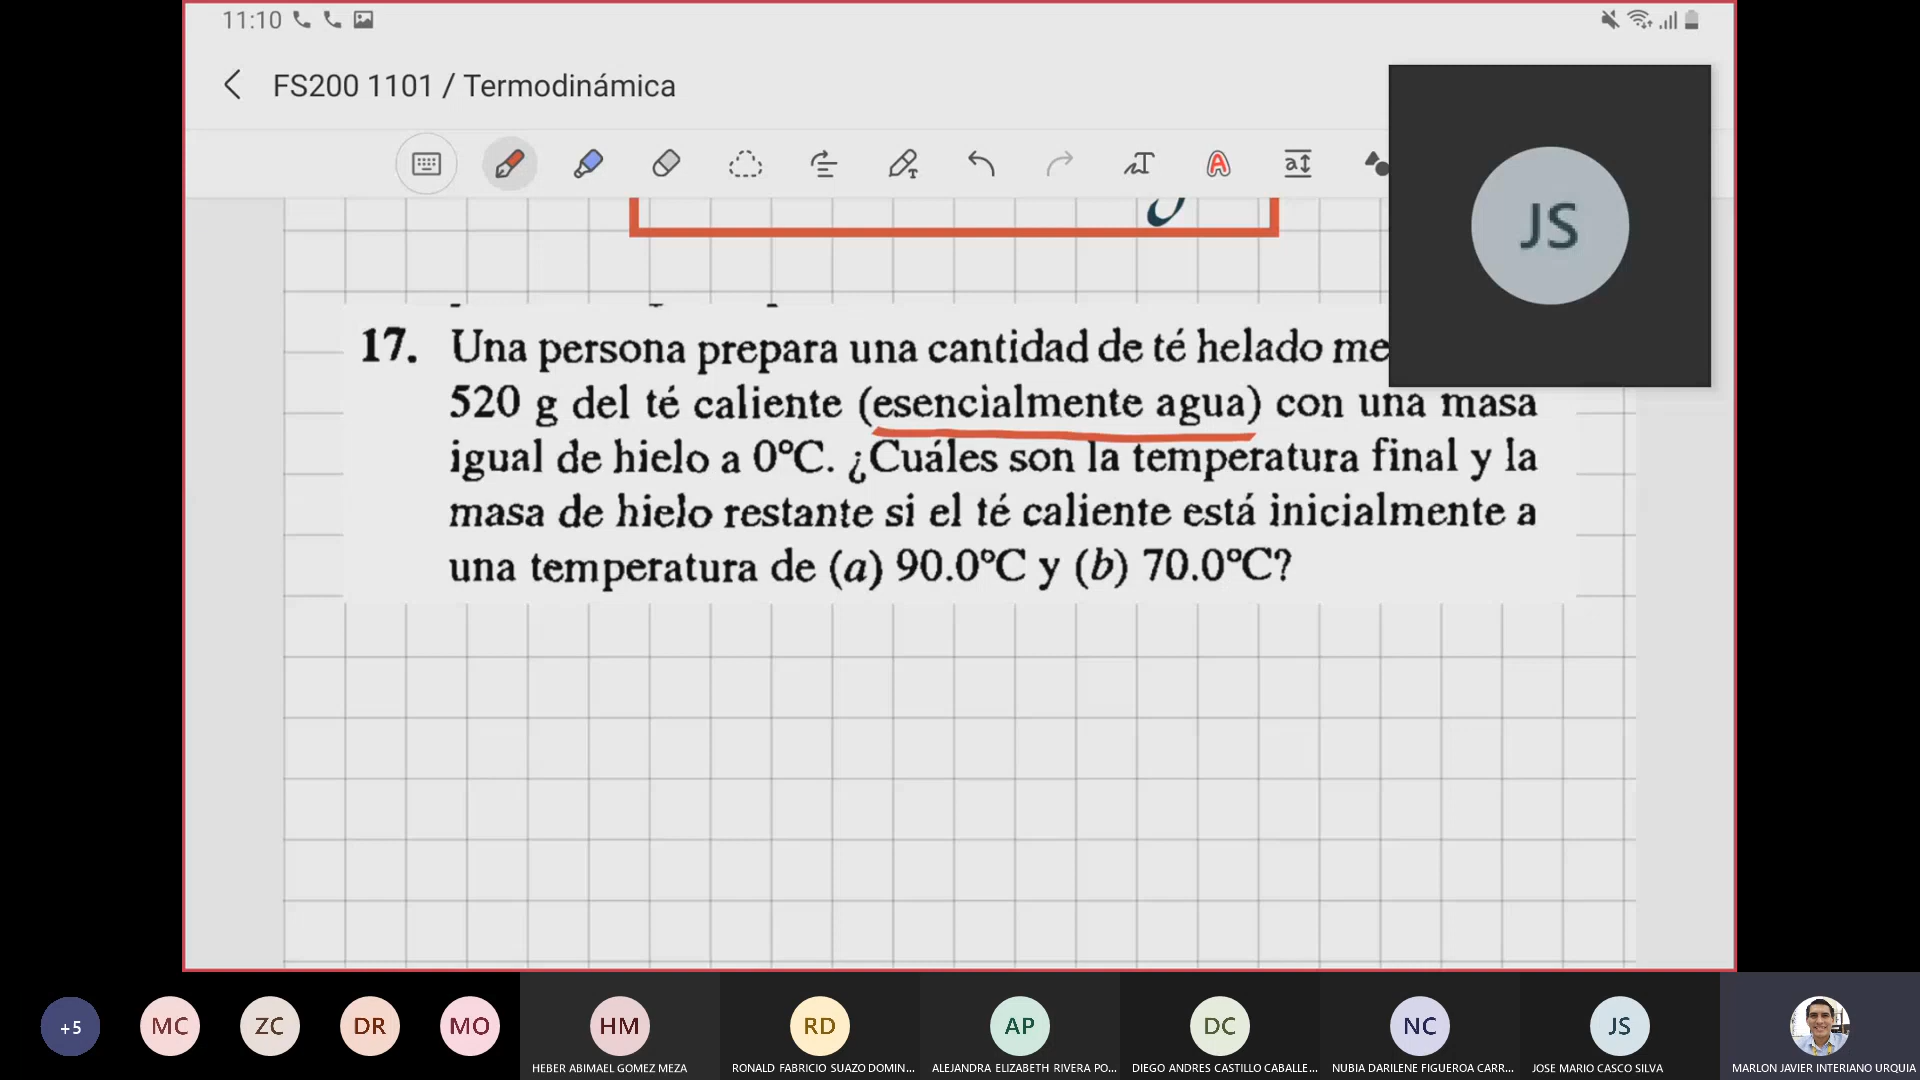 11:10
FS200 1101 / Termodinámica
T
T
A
a
JS
17. Una persona prepara una cantidad de té helado me
520 g del té caliente (esencialmente agua) con una masa
igual de hielo a 0°C. ¿Cuáles son la temperatura final y la
masa de hielo restante si el té caliente está inicialmente a
una temperatura de (a) 90.0°C y (b) 70.0°C?
+5
MC
ZC
DR
MO
HM
RD
AP
DC
NC
JS
HEBER ABIMAEL GOMEZ MEZA
RONALD FABRICIO SUAZO DOMIN...
ALEJANDRA ELIZABETH RIVERA PO...
DIEGO ANDRES CASTILLO CABALLE...
NUBIA DARILENE FIGUEROA CARR...
JOSE MARIO CASCO SILVA
MARLON JAVIER INTERIANO URQUIA